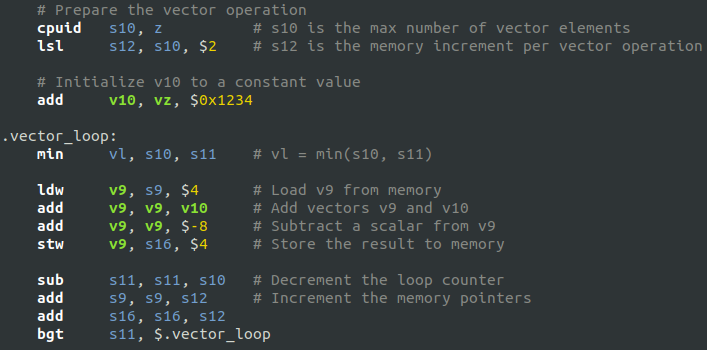 # Prepare the vector operation
cpuid s10, z # s10 is the max number of vector elements
lsl s12, s10, $2 # s12 is the memory increment per vector operation
# Initialize v10 to a constant value
add v10, vz, $0x1234
.vector_loop:
min vl, s10, s11 # vl = min(s10, s11)
ldw v9, s9, $4 # Load v9 from memory
add v9, v9, v10 # Add vectors v9 and v10
add v9, v9, $-8 # Subtract a scalar from v9
stw v9, s16, $4 # Store the result to memory
sub s11, s11, s10 # Decrement the loop counter
add s9, s9, s12 # Increment the memory pointers
add s16, s16, s12
bgt s11, $.vector_loop